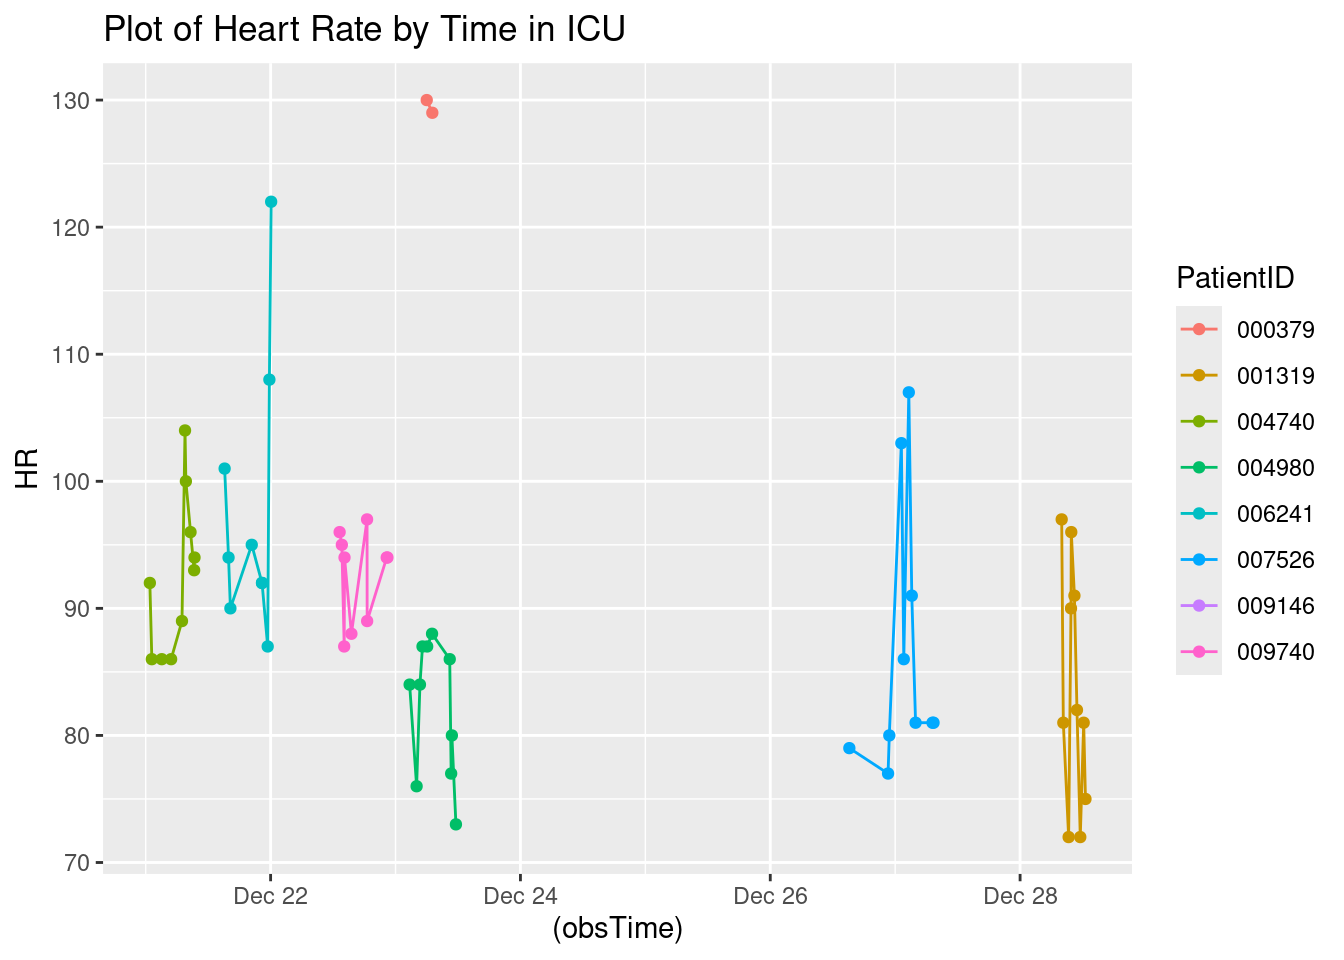 Plot of Heart Rate by Time in ICU
130
120
110
100
90
80
70
HR
Dec 22
Dec 24
Dec 26
Dec 28
(obsTime)
PatientID
000379
001319
004740
004980
006241
007526
009146
009740